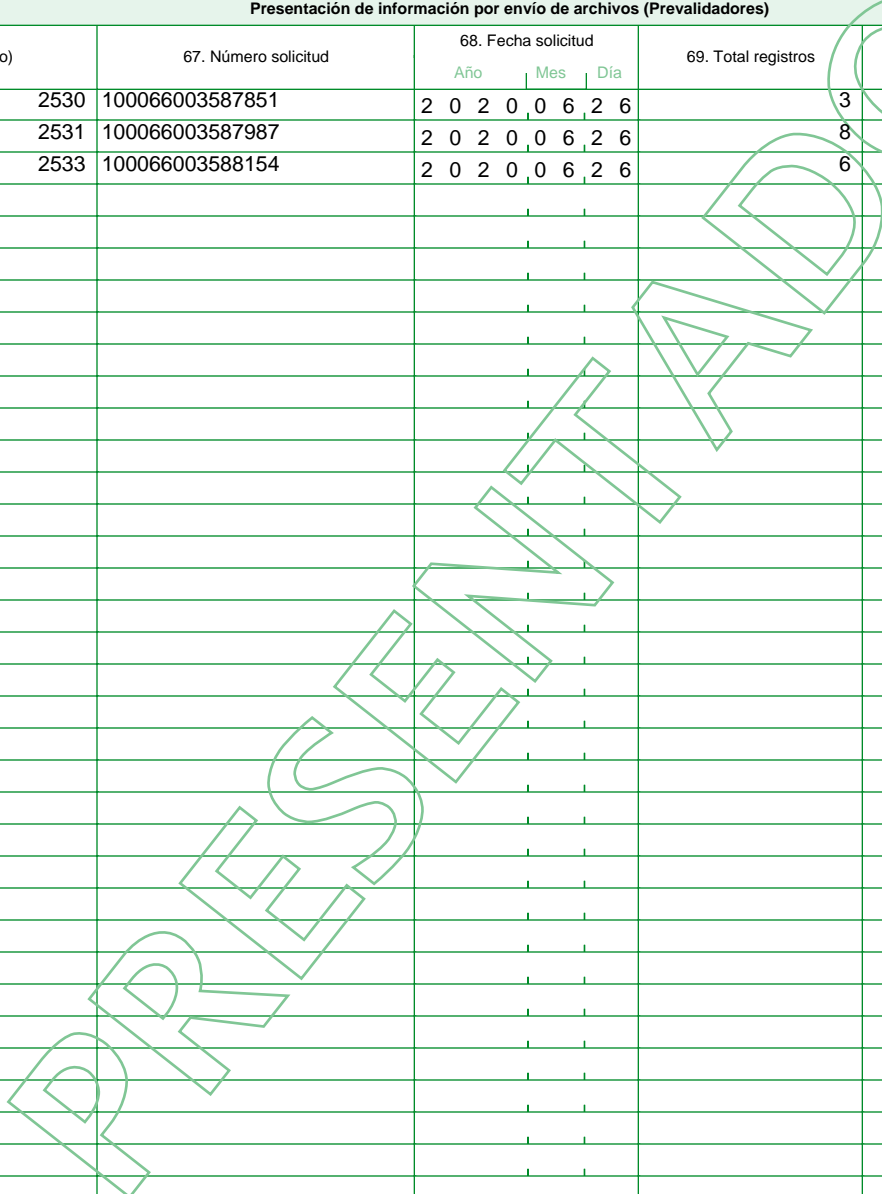 Presentación de información por envío de archivos (Prevalidadores)
o) 67. Número solicitud 68. Fecha solicitud 69. Total registros
Año Mes Día
2530 100066003587851 2 0 2 0 0 6 2 6 3
2531 100066003587987 2 0 2 0 0 6 2 6 8
2533 100066003588154 2 0 2 0 0 6 2 6 6
PRESENTADO